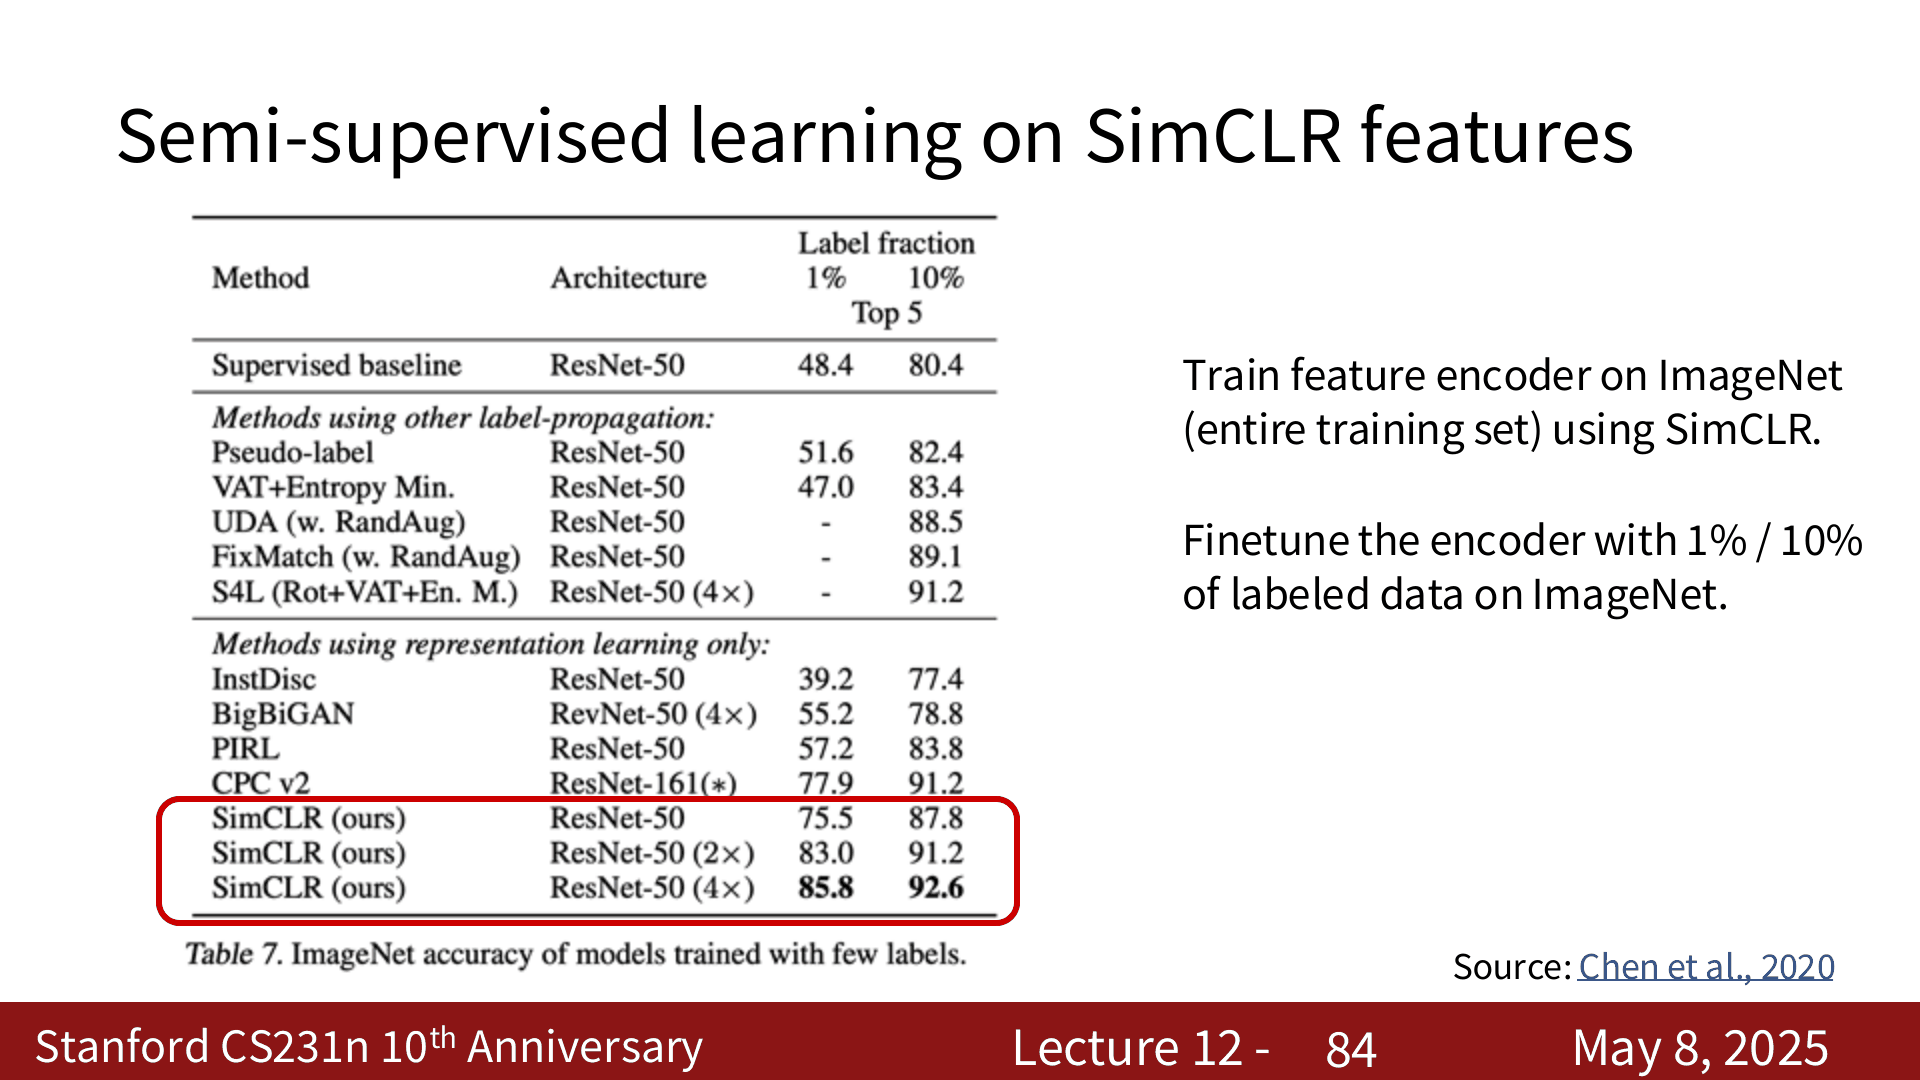 Semi-supervised learning on SimCLR features
Label fraction
Method Architecture 1% 10%
Top 5
Supervised baseline ResNet-50 48.4 80.4
Methods using other label-propagation:
Pseudo-label ResNet-50 51.6 82.4
VAT+Entropy Min. ResNet-50 47.0 83.4
UDA (w. RandAug) ResNet-50 - 88.5
FixMatch (w. RandAug) ResNet-50 - 89.1
S4L (Rot+VAT+En. M.) ResNet-50 (4×) - 91.2
Methods using representation learning only:
InstDisc ResNet-50 39.2 77.4
BigBiGAN RevNet-50 (4×) 55.2 78.8
PIRL ResNet-50 57.2 83.8
CPC v2 ResNet-161(∗) 77.9 91.2
SimCLR (ours) ResNet-50 75.5 87.8
SimCLR (ours) ResNet-50 (2×) 83.0 91.2
SimCLR (ours) ResNet-50 (4×) 85.8 92.6
Table 7. ImageNet accuracy of models trained with few labels.
Train feature encoder on ImageNet
(entire training set) using SimCLR.
Finetune the encoder with 1% / 10%
of labeled data on ImageNet.
Source: Chen et al., 2020
Stanford CS231n 10th Anniversary Lecture 12 - 84 May 8, 2025